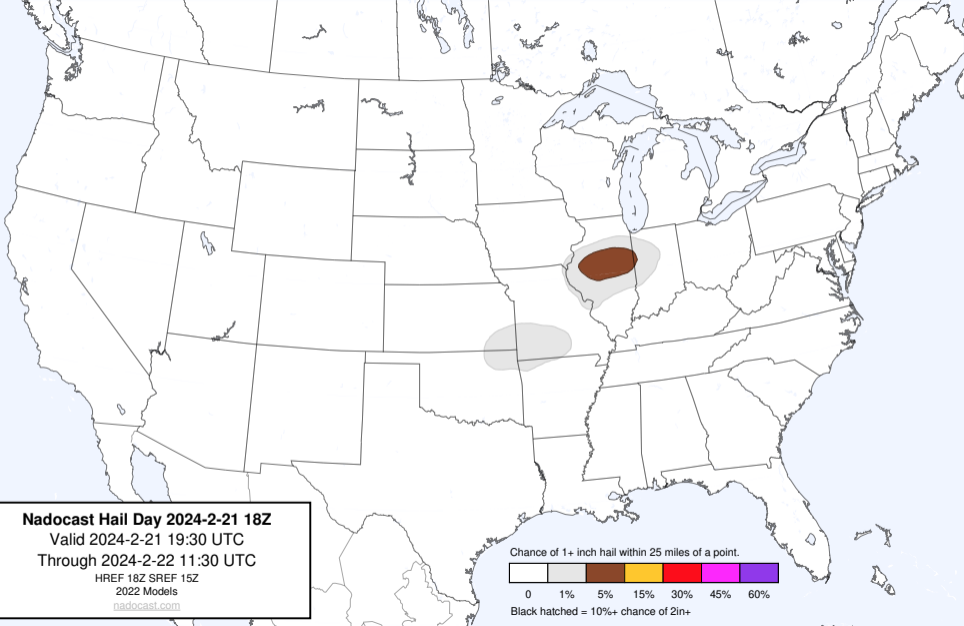 Nadocast Hail Day 2024-2-21 18Z
Valid 2024-2-21 19:30 UTC
Through 2024-2-22 11:30 UTC
HREF 18Z SREF 15Z
2022 Models
nadocast.com
Chance of 1+ inch hail within 25 miles of a point.
0 1% 5% 15% 30% 45% 60%
Black hatched = 10%+ chance of 2in+